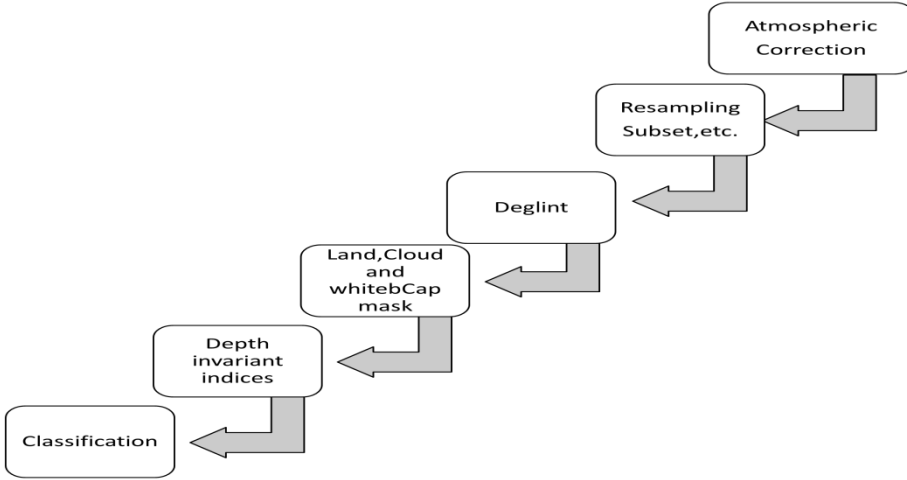 Atmospheric
Correction
Resampling
Subset,etc.
Deglint
Land,Cloud
and
whitebCap
mask
Depth
invariant
indices
Classification